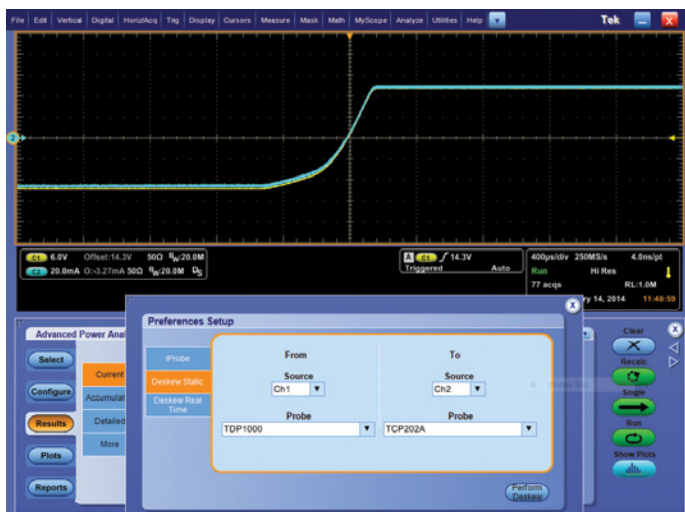 File Edit Vertical Digital Horiz/Acq Trig Display Cursors Measure Mask Math MyScope Analyze Utilities Help Tek
2
C1 6.0V Offset:14.3V 50Ω BW:20.0M
C2 20.0mA O:-3.27mA 50Ω BW:20.0M DS
A C1 14.3V
Triggered Auto
400µs/div 250MS/s 4.0ns/pt
Run Hi Res
77 acqs RL:1.0M
ry 14, 2014 11:48:59
Preferences Setup
Advanced Power Anal
Select
Configure
Results
Plots
Reports
Current
Accumulat
Detailed
More
IProbe
Deskew Static
Deskew Real
Time
From
Source
Ch1
Probe
TDP1000
To
Source
Ch2
Probe
TCP202A
Perform
Deskew
Clear
Recalc
Single
Run
Show Plots